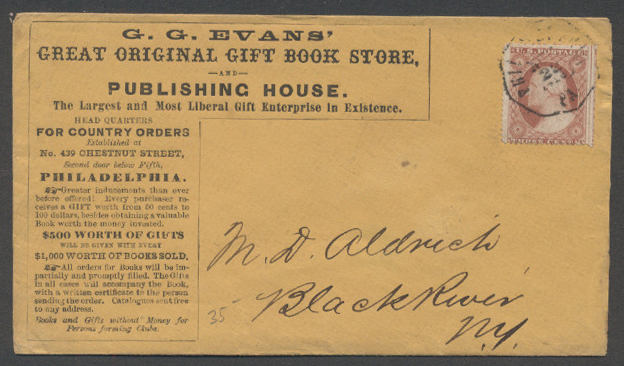 G. G. EVANS'
GREAT ORIGINAL GIFT BOOK STORE,
—AND—
PUBLISHING HOUSE.
The Largest and Most Liberal Gift Enterprise in Existence.
HEAD QUARTERS
FOR COUNTRY ORDERS
Established at
No. 439 CHESTNUT STREET,
Second door below Fifth,
PHILADELPHIA.
☞Greater inducements than ever
before offered! Every purchaser re-
ceives a GIFT worth from 50 cents to
100 dollars, besides obtaining a valuable
Book worth the money invested.
$500 WORTH OF GIFTS
WILL BE GIVEN WITH EVERY
$1,000 WORTH OF BOOKS SOLD.
☞All orders for Books will be im-
partially and promptly filled. The Gifts
in all cases will accompany the Book,
with a written certificate to the person
sending the order. Catalogues sent free
to any address.
Books and Gifts without Money for
Persons forming Clubs.
U.S. POSTAGE
THREE CENTS
M. D. Aldrich
Black River
N.Y.
35